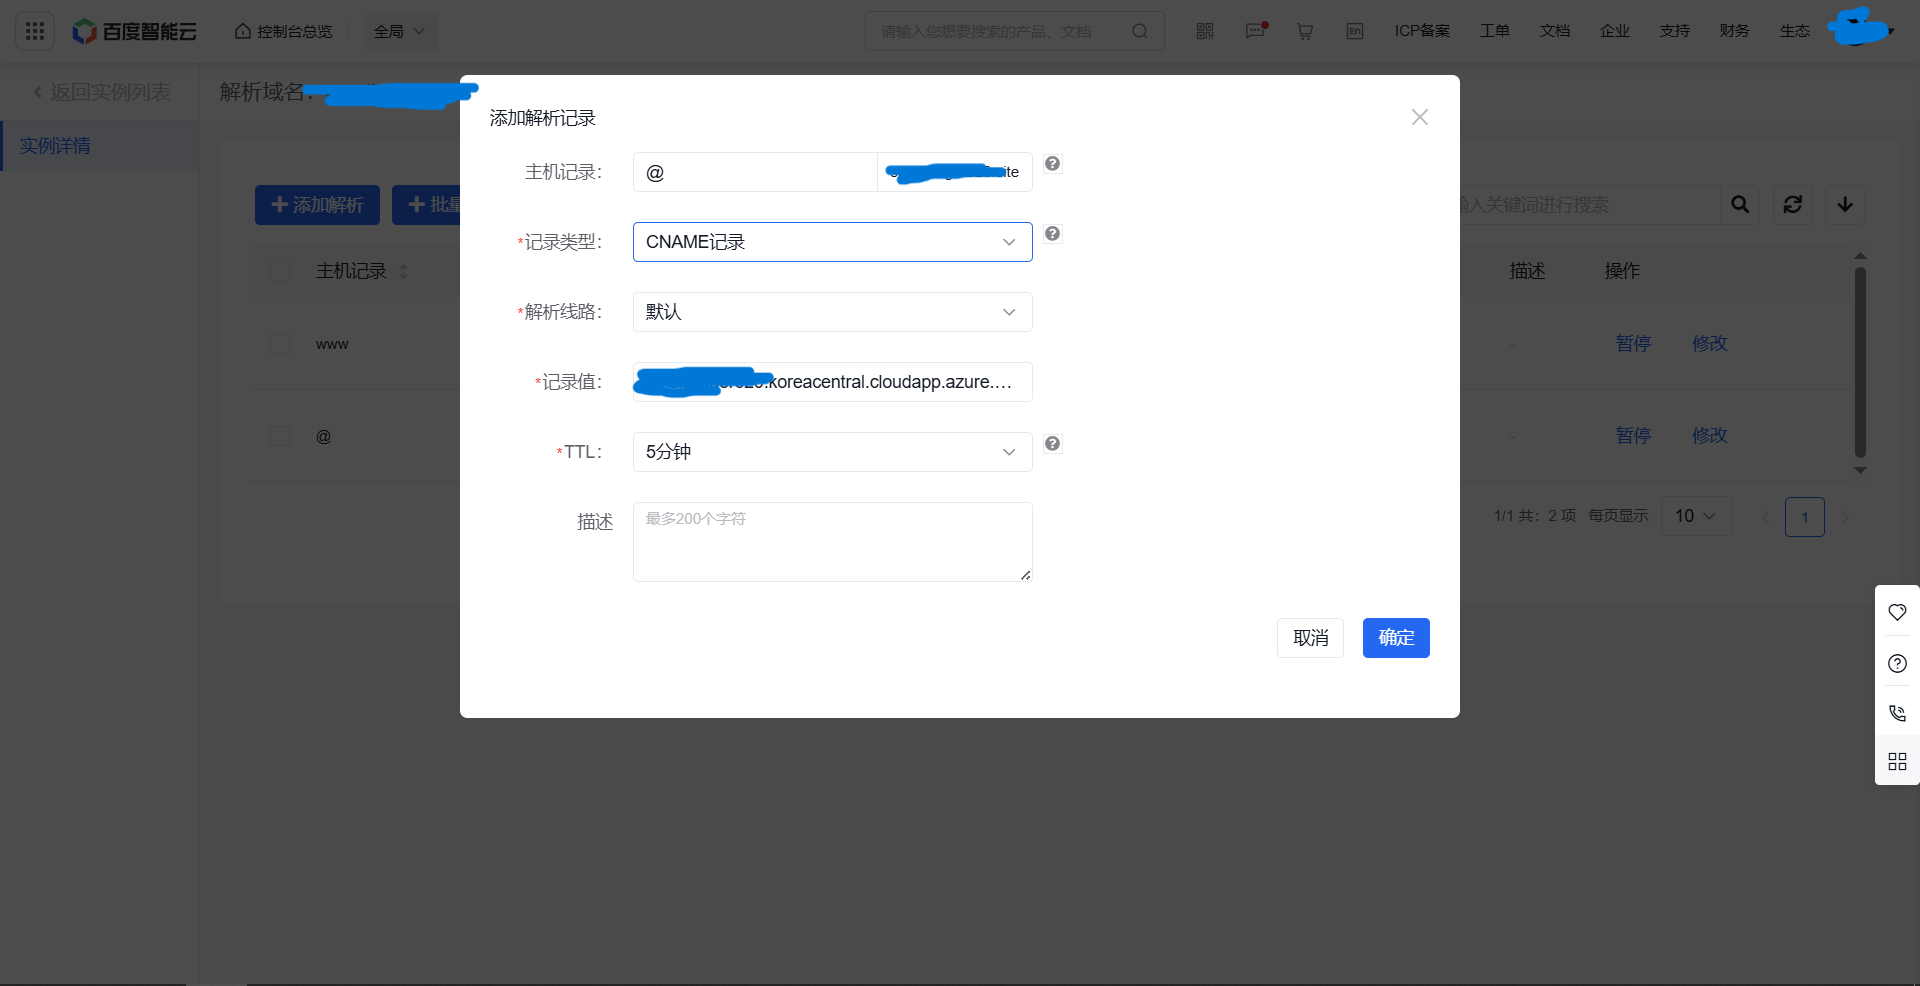 百度智能云
控制台总览
全局
请输入您想要搜索的产品、文档
En
ICP备案
工单
文档
企业
支持
财务
生态
返回实例列表
解析域名:
实例详情
添加解析
批量
输入关键词进行搜索
主机记录
描述
操作
www
-
暂停
修改
@
-
暂停
修改
1/1 共：2 项
每页显示
10
1
添加解析记录
主机记录：
@
ite
*记录类型：
CNAME记录
*解析线路：
默认
*记录值：
.koreacentral.cloudapp.azure.…
*TTL：
5分钟
描述
最多200个字符
取消
确定